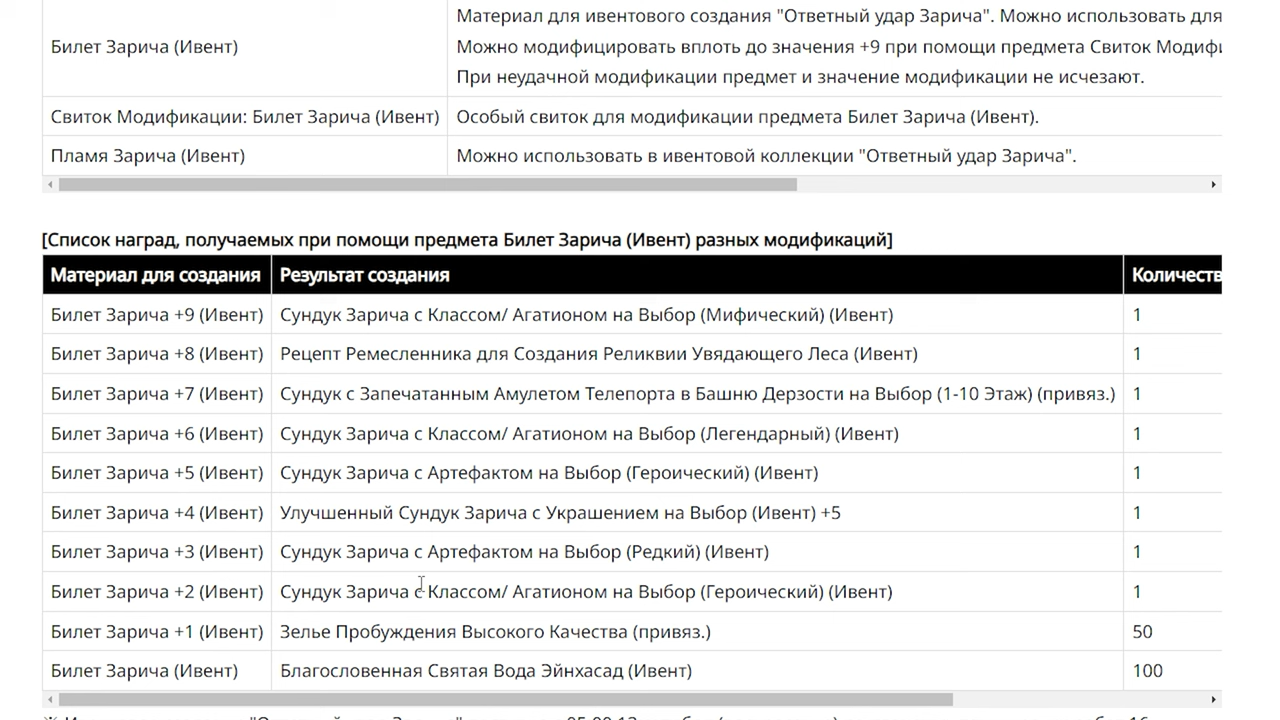 Материал для ивентового создания "Ответный удар Зарича". Можно использовать для
Билет Зарича (Ивент)
Можно модифицировать вплоть до значения +9 при помощи предмета Свиток Модифи
При неудачной модификации предмет и значение модификации не исчезают.
Свиток Модификации: Билет Зарича (Ивент) Особый свиток для модификации предмета Билет Зарича (Ивент).
Пламя Зарича (Ивент) Можно использовать в ивентовой коллекции "Ответный удар Зарича".
[Список наград, получаемых при помощи предмета Билет Зарича (Ивент) разных модификаций]
Материал для создания Результат создания Количеств
Билет Зарича +9 (Ивент) Сундук Зарича с Классом/ Агатионом на Выбор (Мифический) (Ивент) 1
Билет Зарича +8 (Ивент) Рецепт Ремесленника для Создания Реликвии Увядающего Леса (Ивент) 1
Билет Зарича +7 (Ивент) Сундук с Запечатанным Амулетом Телепорта в Башню Дерзости на Выбор (1-10 Этаж) (привяз.) 1
Билет Зарича +6 (Ивент) Сундук Зарича с Классом/ Агатионом на Выбор (Легендарный) (Ивент) 1
Билет Зарича +5 (Ивент) Сундук Зарича с Артефактом на Выбор (Героический) (Ивент) 1
Билет Зарича +4 (Ивент) Улучшенный Сундук Зарича с Украшением на Выбор (Ивент) +5 1
Билет Зарича +3 (Ивент) Сундук Зарича с Артефактом на Выбор (Редкий) (Ивент) 1
Билет Зарича +2 (Ивент) Сундук Зарича с Классом/ Агатионом на Выбор (Героический) (Ивент) 1
Билет Зарича +1 (Ивент) Зелье Пробуждения Высокого Качества (привяз.) 50
Билет Зарича (Ивент) Благословенная Святая Вода Эйнхасад (Ивент) 100